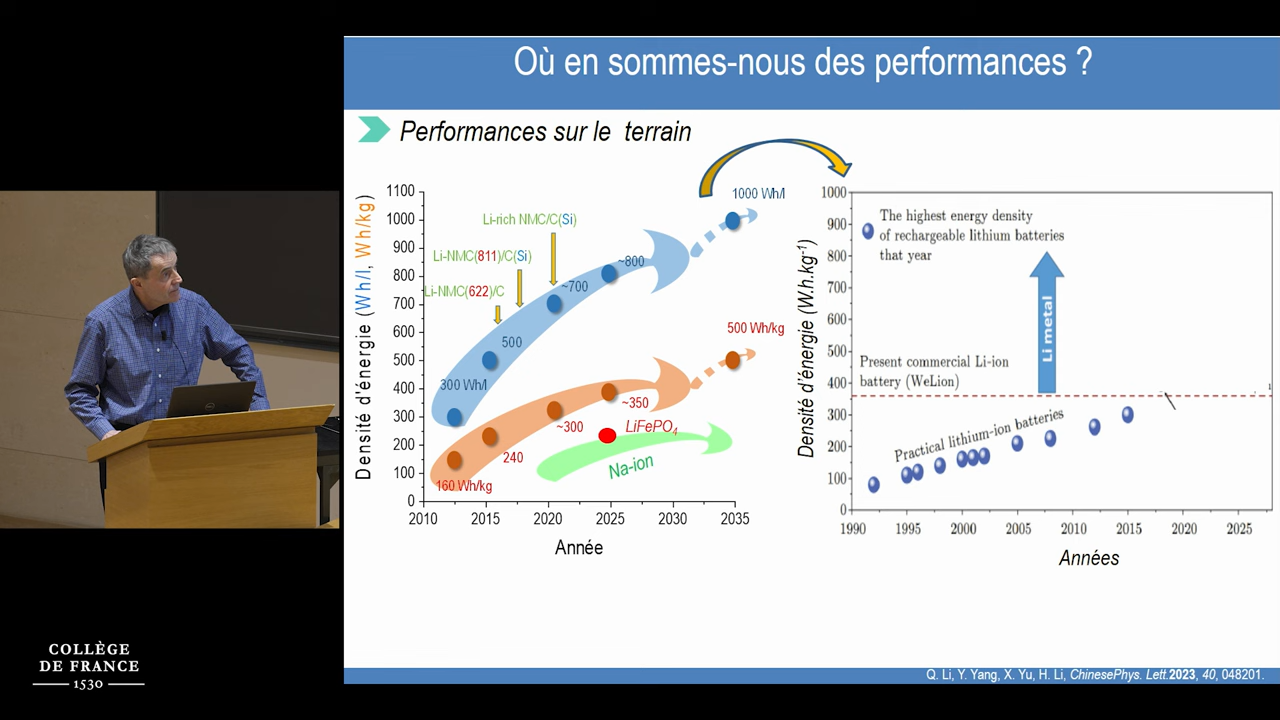 Où en sommes-nous des performances ?
Performances sur le terrain
Densité d'énergie (Wh/l, Wh/kg)
1100
1000
900
800
700
600
500
400
300
200
100
0
2010
2015
2020
2025
2030
2035
Année
1000 Wh/l
Li-rich NMC/C(Si)
Li-NMC(811)/C(Si)
Li-NMC(622)/C
~800
~700
500
300 Wh/l
500 Wh/kg
~350
~300
240
160 Wh/kg
LiFePO4
Na-ion
Densité d'énergie (W.h.kg-1)
1000
900
800
700
600
500
400
300
200
100
0
1990
1995
2000
2005
2010
2015
2020
2025
Années
The highest energy density
of rechargeable lithium batteries
that year
Li metal
Present commercial Li-ion
battery (WeLion)
Practical lithium-ion batteries
COLLÈGE
DE FRANCE
1530
Q. Li, Y. Yang, X. Yu, H. Li, ChinesePhys. Lett.2023, 40, 048201.